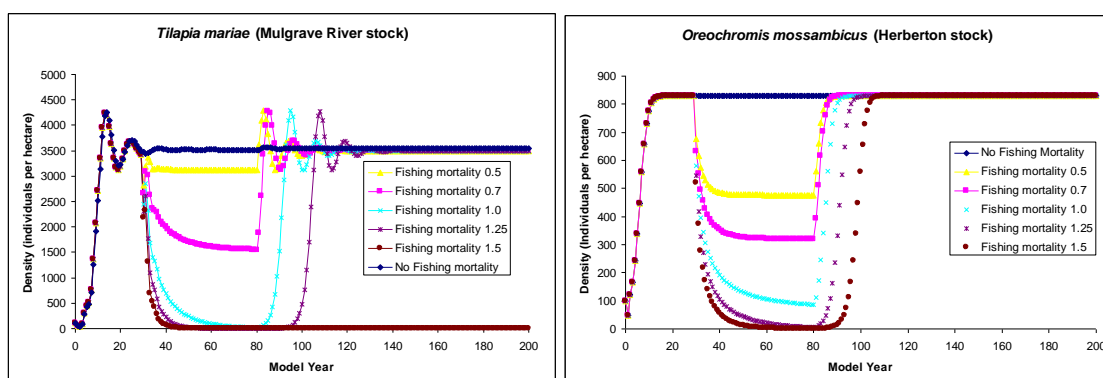 Tilapia mariae (Mulgrave River stock)
Density (individuals per hectare)
5000
4500
4000
3500
3000
2500
2000
1500
1000
500
0
0 20 40 60 80 100 120 140 160 180 200
Model Year
Fishing mortality 0.5
Fishing mortality 0.7
Fishing mortality 1.0
Fishing mortality 1.25
Fishing mortality 1.5
No Fishing mortality
Oreochromis mossambicus (Herberton stock)
Density (individuals per hectare)
900
800
700
600
500
400
300
200
100
0
0 20 40 60 80 100 120 140 160 180 200
Model Year
No Fishing Mortality
Fishing mortality 0.5
Fishing mortality 0.7
Fishing mortality 1.0
Fishing mortality 1.25
Fishing mortality 1.5